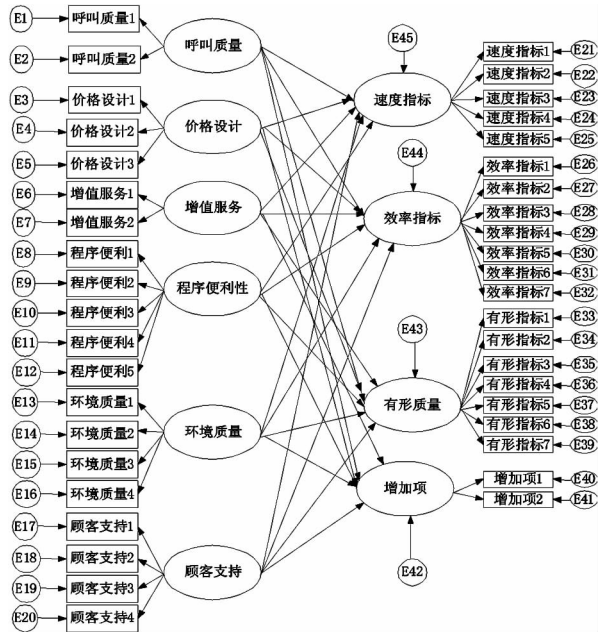 E1
呼叫质量1
E2
呼叫质量2
E3
价格设计1
E4
价格设计2
E5
价格设计3
E6
增值服务1
E7
增值服务2
E8
程序便利1
E9
程序便利2
E10
程序便利3
E11
程序便利4
E12
程序便利5
E13
环境质量1
E14
环境质量2
E15
环境质量3
E16
环境质量4
E17
顾客支持1
E18
顾客支持2
E19
顾客支持3
E20
顾客支持4
呼叫质量
价格设计
增值服务
程序便利性
环境质量
顾客支持
E45
速度指标
E44
效率指标
E43
有形质量
增加项
E42
速度指标1
E21
速度指标2
E22
速度指标3
E23
速度指标4
E24
速度指标5
E25
效率指标1
E26
效率指标2
E27
效率指标3
E28
效率指标4
E29
效率指标5
E30
效率指标6
E31
效率指标7
E32
有形指标1
E33
有形指标2
E34
有形指标3
E35
有形指标4
E36
有形指标5
E37
有形指标6
E38
有形指标7
E39
增加项1
E40
增加项2
E41